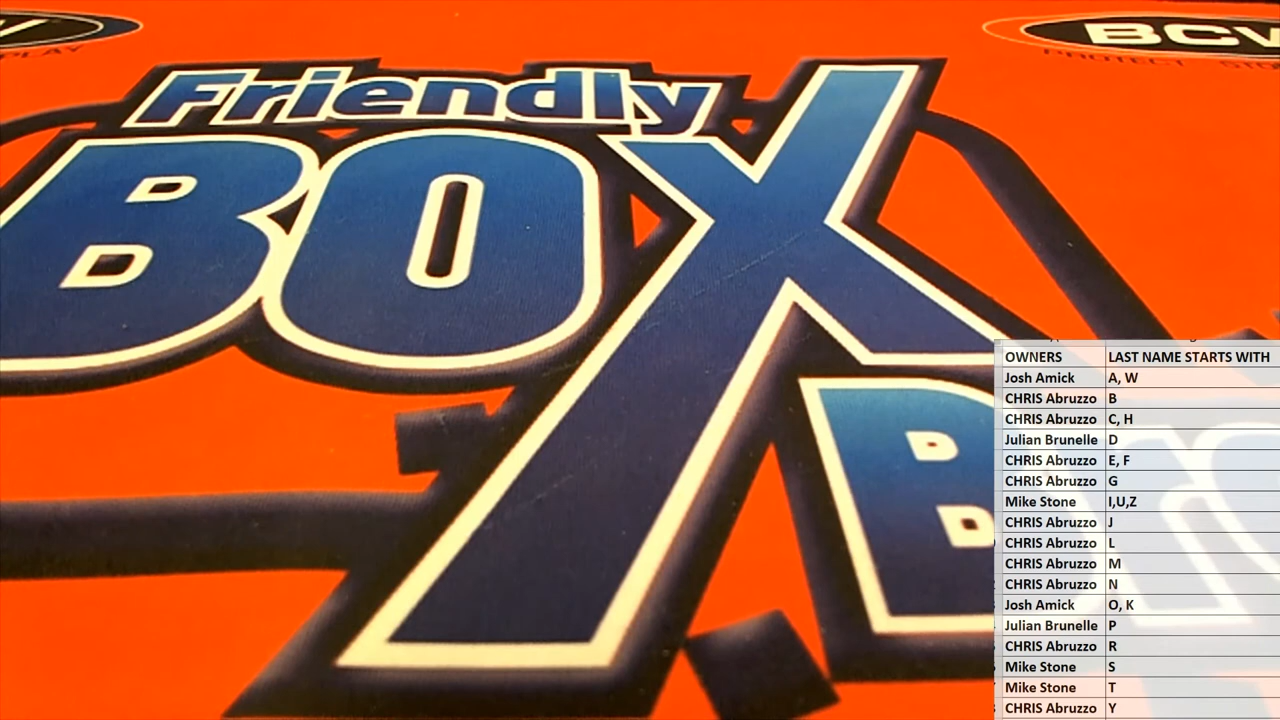 BCW
PROTECT
Friendly
BOX
B
OWNERS LAST NAME STARTS WITH
Josh Amick A, W
CHRIS Abruzzo B
CHRIS Abruzzo C, H
Julian Brunelle D
CHRIS Abruzzo E, F
CHRIS Abruzzo G
Mike Stone I,U,Z
CHRIS Abruzzo J
CHRIS Abruzzo L
CHRIS Abruzzo M
CHRIS Abruzzo N
Josh Amick O, K
Julian Brunelle P
CHRIS Abruzzo R
Mike Stone S
Mike Stone T
CHRIS Abruzzo Y